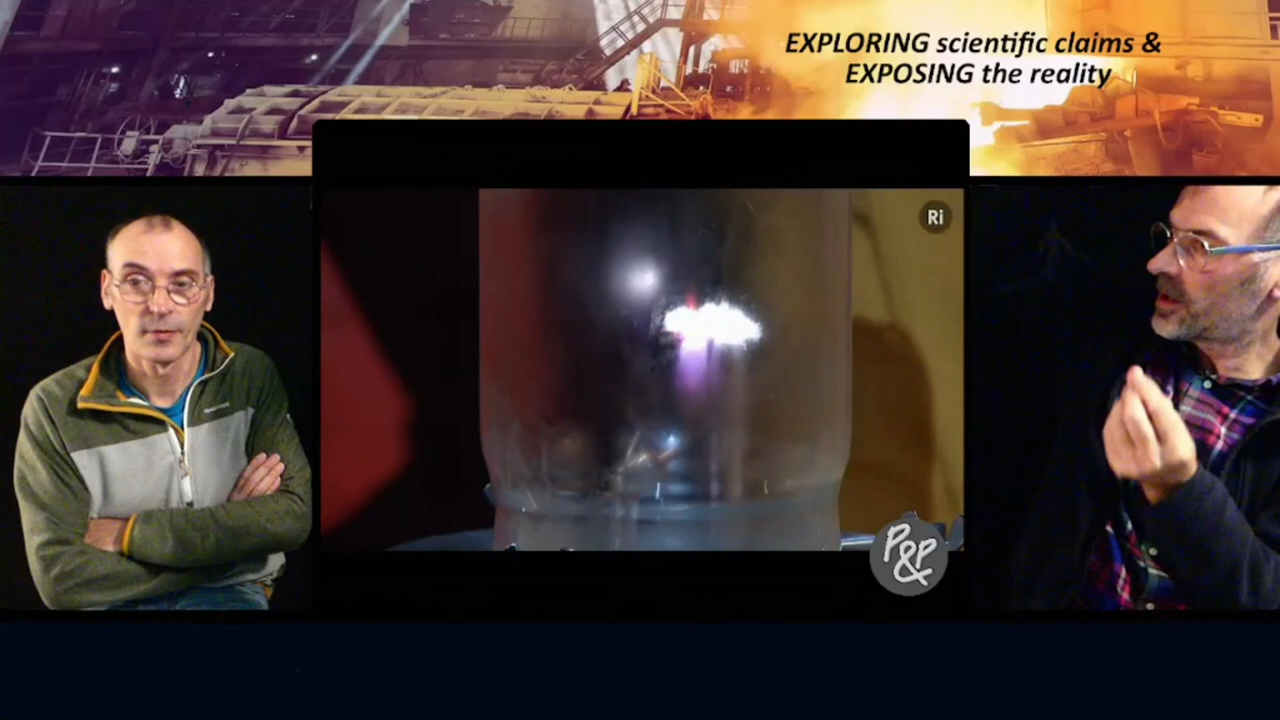 EXPLORING scientific claims &
EXPOSING the reality
Ri
P&P